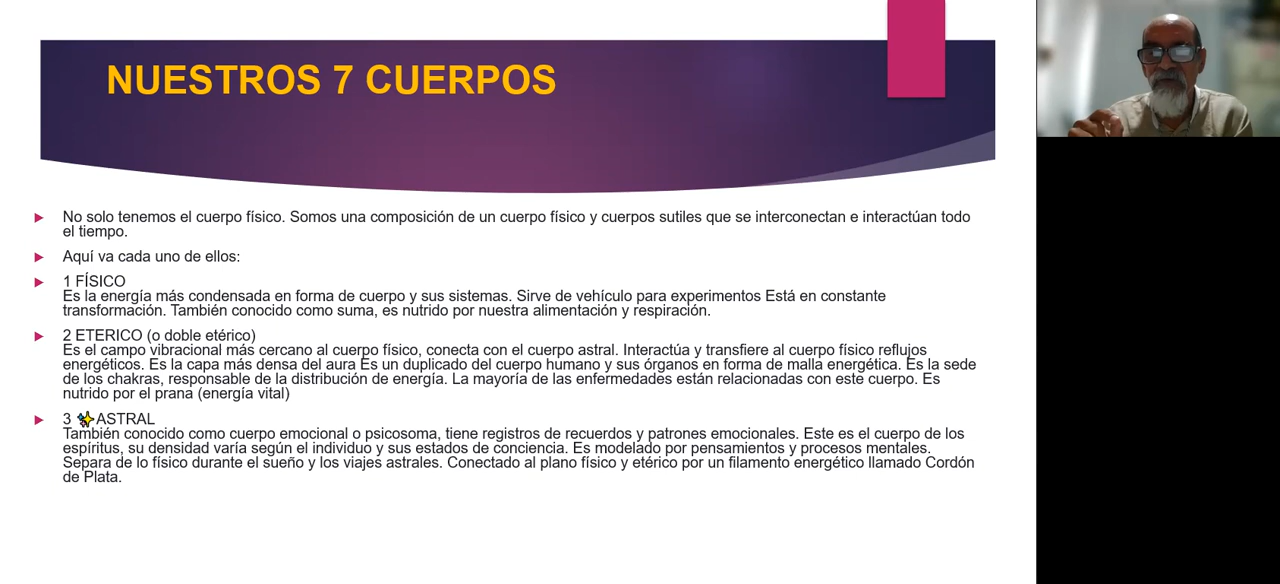 NUESTROS 7 CUERPOS
No solo tenemos el cuerpo físico. Somos una composición de un cuerpo físico y cuerpos sutiles que se interconectan e interactúan todo
el tiempo.
Aquí va cada uno de ellos:
1 FÍSICO
Es la energía más condensada en forma de cuerpo y sus sistemas. Sirve de vehículo para experimentos Está en constante
transformación. También conocido como suma, es nutrido por nuestra alimentación y respiración.
2 ETERICO (o doble etérico)
Es el campo vibracional más cercano al cuerpo físico, conecta con el cuerpo astral. Interactúa y transfiere al cuerpo físico reflujos
energéticos. Es la capa más densa del aura Es un duplicado del cuerpo humano y sus órganos en forma de malla energética. Es la sede
de los chakras, responsable de la distribución de energía. La mayoría de las enfermedades están relacionadas con este cuerpo. Es
nutrido por el prana (energía vital)
3 ✨ASTRAL
También conocido como cuerpo emocional o psicosoma, tiene registros de recuerdos y patrones emocionales. Este es el cuerpo de los
espíritus, su densidad varía según el individuo y sus estados de conciencia. Es modelado por pensamientos y procesos mentales.
Separa de lo físico durante el sueño y los viajes astrales. Conectado al plano físico y etérico por un filamento energético llamado Cordón
de Plata.